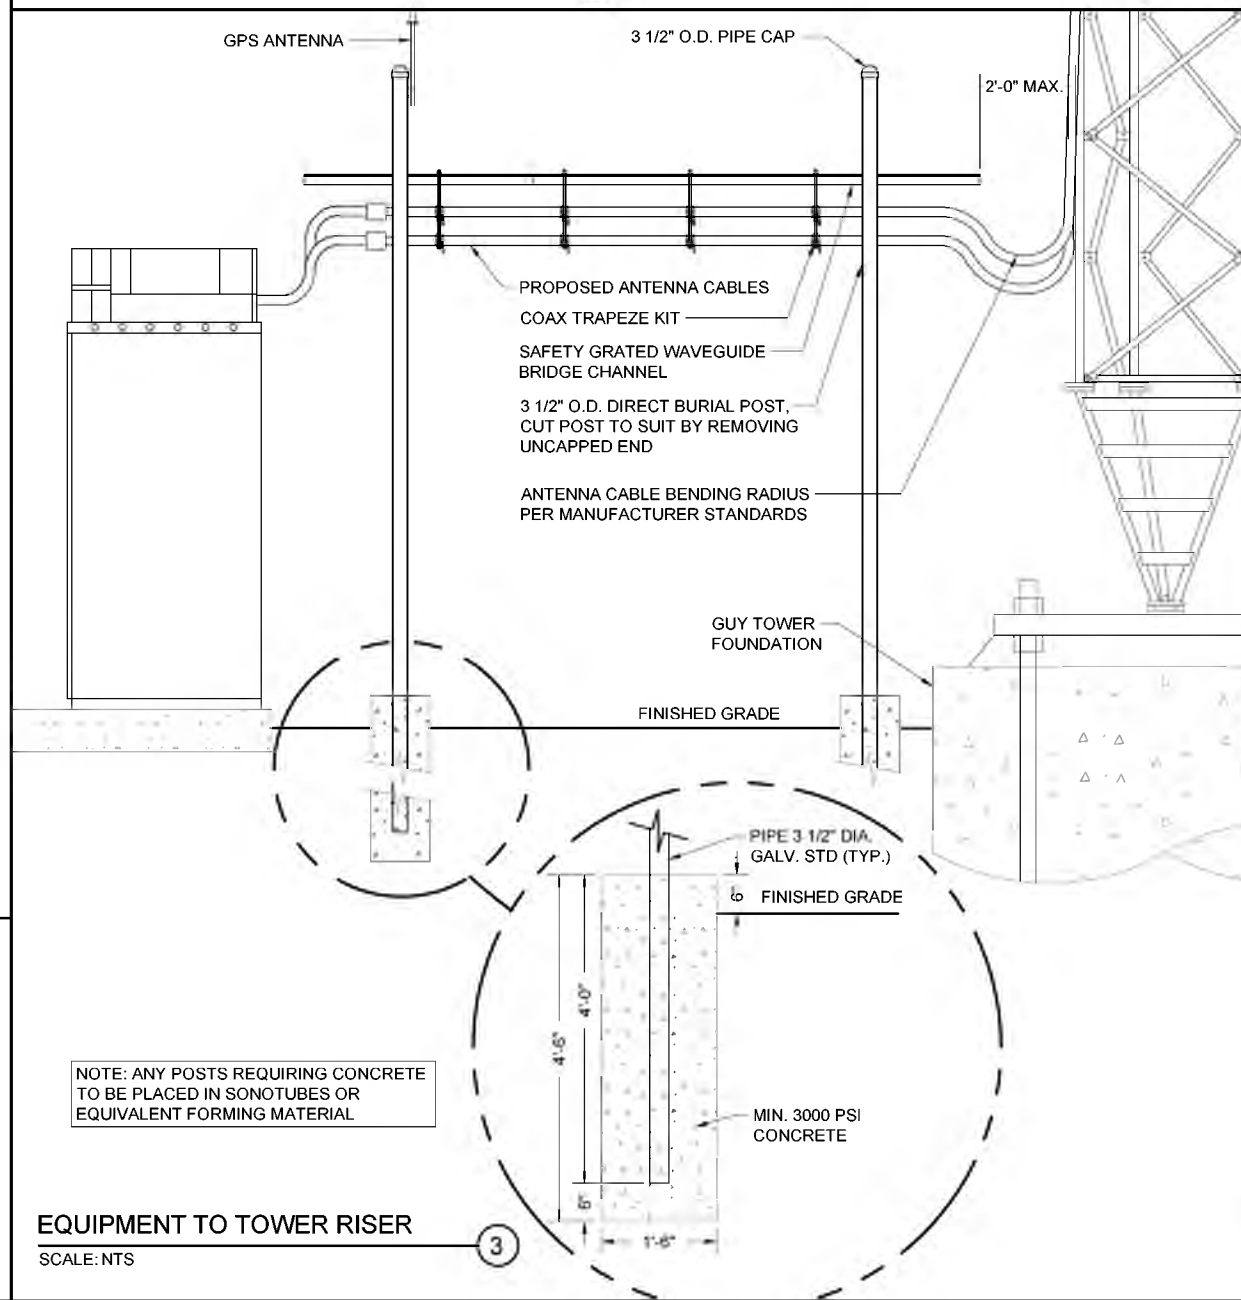 GPS ANTENNA
3 1/2" O.D. PIPE CAP
2'-0" MAX.
PROPOSED ANTENNA CABLES
COAX TRAPEZE KIT
SAFETY GRATED WAVEGUIDE
BRIDGE CHANNEL
3 1/2" O.D. DIRECT BURIAL POST,
CUT POST TO SUIT BY REMOVING
UNCAPPED END
ANTENNA CABLE BENDING RADIUS
PER MANUFACTURER STANDARDS
GUY TOWER
FOUNDATION
FINISHED GRADE
PIPE 3 1/2" DIA.
GALV. STD (TYP.)
6"
FINISHED GRADE
4'-0"
4'-6"
MIN. 3000 PSI
CONCRETE
6"
1'-6"
NOTE: ANY POSTS REQUIRING CONCRETE
TO BE PLACED IN SONOTUBES OR
EQUIVALENT FORMING MATERIAL
EQUIPMENT TO TOWER RISER
3
SCALE: NTS